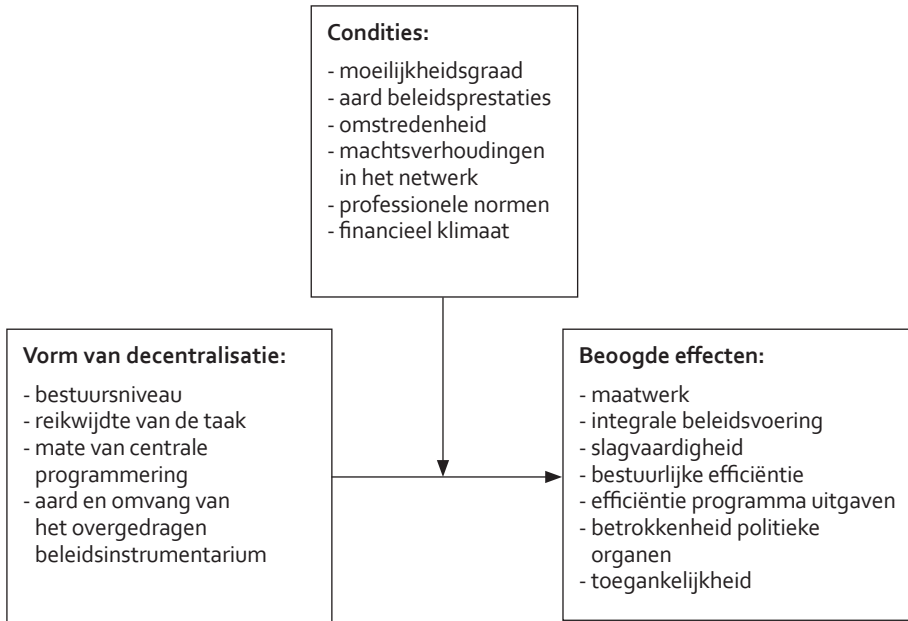 Condities:
- moeilijkheidsgraad
- aard beleidsprestaties
- omstredenheid
- machtsverhoudingen
in het netwerk
- professionele normen
- financieel klimaat
Vorm van decentralisatie:
- bestuursniveau
- reikwijdte van de taak
- mate van centrale
programmering
- aard en omvang van
het overgedragen
beleidsinstrumentarium
Beoogde effecten:
- maatwerk
- integrale beleidsvoering
- slagvaardigheid
- bestuurlijke efficiëntie
- efficiëntie programma uitgaven
- betrokkenheid politieke
organen
- toegankelijkheid